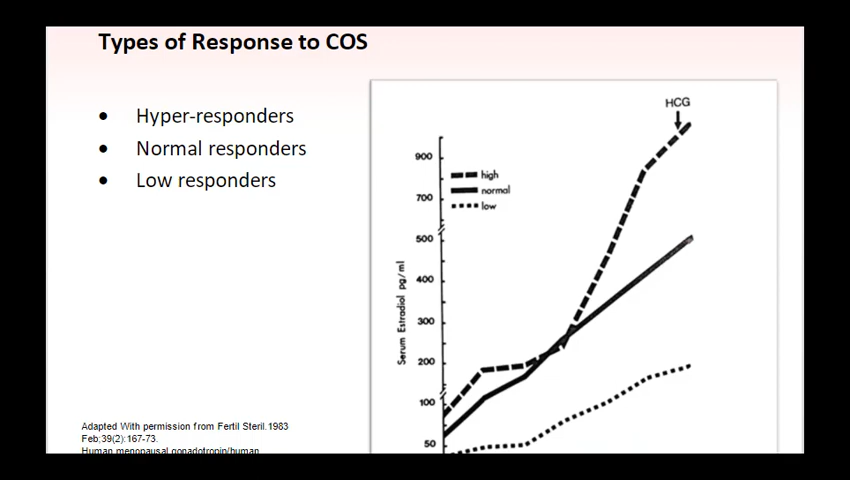 Types of Response to COS
• Hyper-responders
• Normal responders
• Low responders
HCG
900
high
normal
700
low
500
400
Serum Estradiol pg/ml
300
200
100
50
Adapted With permission from Fertil Steril.1983
Feb;39(2):167-73.
Human menopausal gonadotropin/human